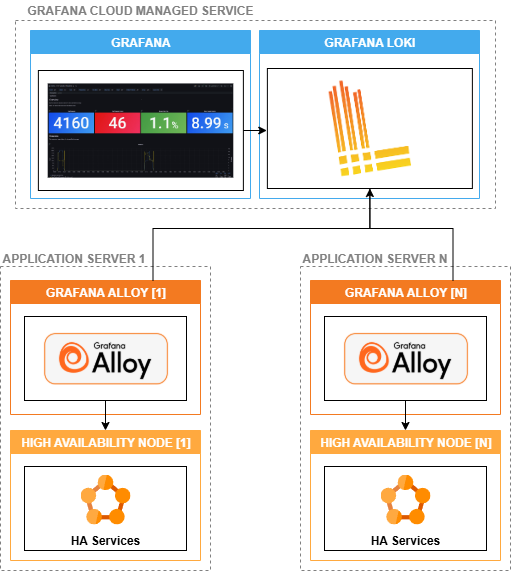 GRAFANA CLOUD MANAGED SERVICE
GRAFANA
GRAFANA LOKI
4160
46
1.1%
8.99s
APPLICATION SERVER 1
APPLICATION SERVER N
GRAFANA ALLOY [1]
GRAFANA ALLOY [N]
Grafana
Alloy
Grafana
Alloy
HIGH AVAILABILITY NODE [1]
HIGH AVAILABILITY NODE [N]
HA Services
HA Services